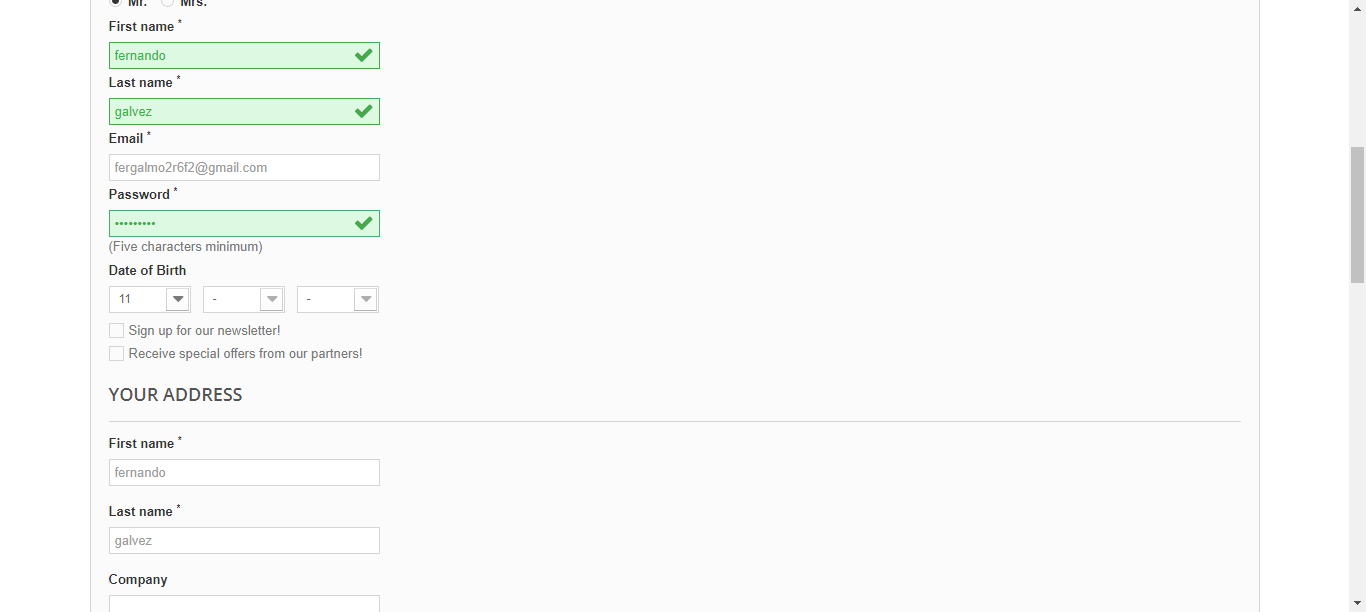 Mr. Mrs.
First name *
fernando
Last name *
galvez
Email *
fergalmo2r6f2@gmail.com
Password *
•••••••••
(Five characters minimum)
Date of Birth
11 - -
Sign up for our newsletter!
Receive special offers from our partners!
YOUR ADDRESS
First name *
fernando
Last name *
galvez
Company